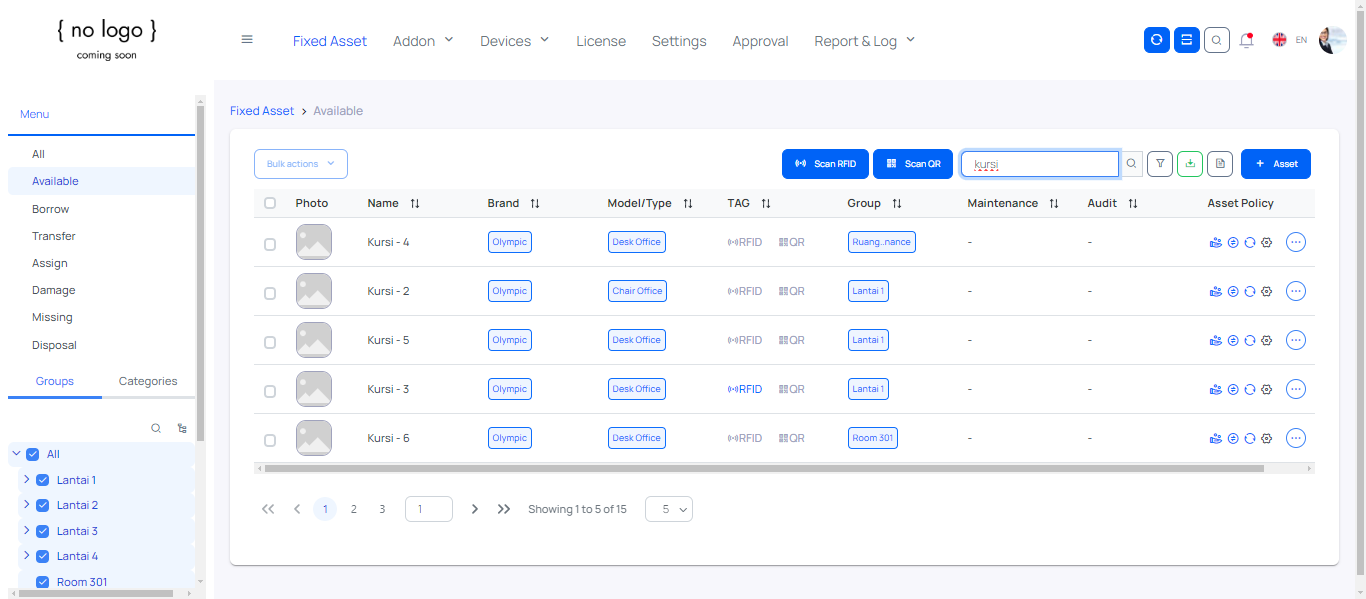 { no logo }
coming soon
Fixed Asset Addon Devices License Settings Approval Report & Log EN
Menu
All
Available
Borrow
Transfer
Assign
Damage
Missing
Disposal
Groups Categories
All
Lantai 1
Lantai 2
Lantai 3
Lantai 4
Room 301
Fixed Asset > Available
Bulk actions Scan RFID Scan QR kursi + Asset
Photo Name Brand Model/Type TAG Group Maintenance Audit Asset Policy
Kursi - 4 Olympic Desk Office RFID QR Ruang..nance - -
Kursi - 2 Olympic Chair Office RFID QR Lantai 1 - -
Kursi - 5 Olympic Desk Office RFID QR Lantai 1 - -
Kursi - 3 Olympic Desk Office RFID QR Lantai 1 - -
Kursi - 6 Olympic Desk Office RFID QR Room 301 - -
1 2 3 1 Showing 1 to 5 of 15 5